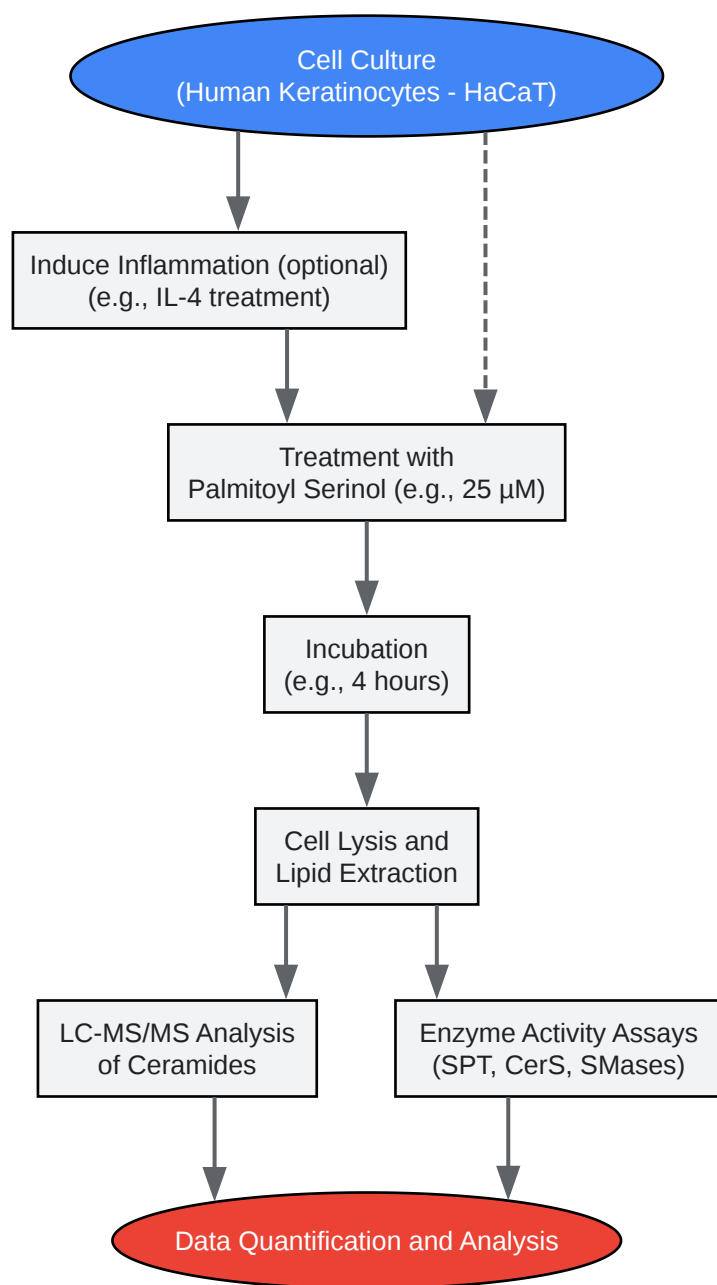 Cell Culture
(Human Keratinocytes - HaCaT)
Induce Inflammation (optional)
(e.g., IL-4 treatment)
Treatment with
Palmitoyl Serinol (e.g., 25 µM)
Incubation
(e.g., 4 hours)
Cell Lysis and
Lipid Extraction
LC-MS/MS Analysis
of Ceramides
Enzyme Activity Assays
(SPT, CerS, SMases)
Data Quantification and Analysis